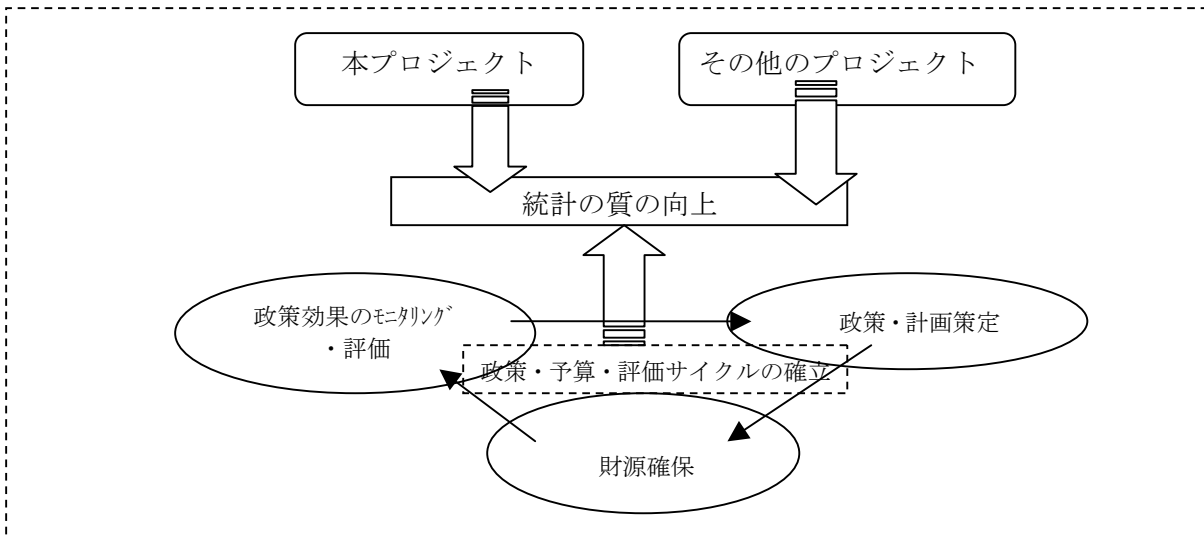 本プロジェクト
その他のプロジェクト
統計の質の向上
政策効果のﾓﾆﾀﾘﾝｸﾞ
・評価
政策・計画策定
政策・予算・評価サイクルの確立
財源確保